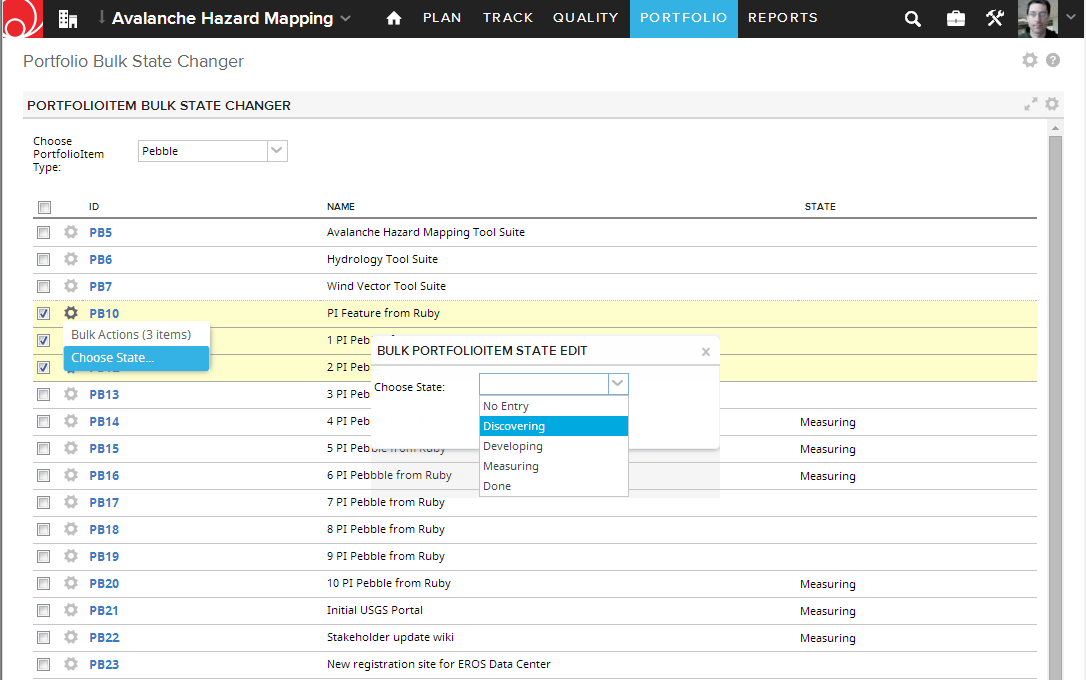 Avalanche Hazard Mapping
PLAN
TRACK
QUALITY
PORTFOLIO
REPORTS
Portfolio Bulk State Changer
PORTFOLIOITEM BULK STATE CHANGER
Choose
PortfolioItem
Type:
Pebble
ID NAME STATE
PB5 Avalanche Hazard Mapping Tool Suite
PB6 Hydrology Tool Suite
PB7 Wind Vector Tool Suite
PB10 PI Feature from Ruby
Bulk Actions (3 items)
Choose State...
1 PI Peb
2 PI Peb
BULK PORTFOLIOITEM STATE EDIT
Choose State:
No Entry
Discovering
Developing
Measuring
Done
PB13 3 PI Peb
PB14 4 PI Peb Measuring
PB15 5 PI Pebble from Ruby Measuring
PB16 6 PI Pebbble from Ruby Measuring
PB17 7 PI Pebble from Ruby
PB18 8 PI Pebble from Ruby
PB19 9 PI Pebble from Ruby
PB20 10 PI Pebble from Ruby Measuring
PB21 Initial USGS Portal Measuring
PB22 Stakeholder update wiki Measuring
PB23 New registration site for EROS Data Center